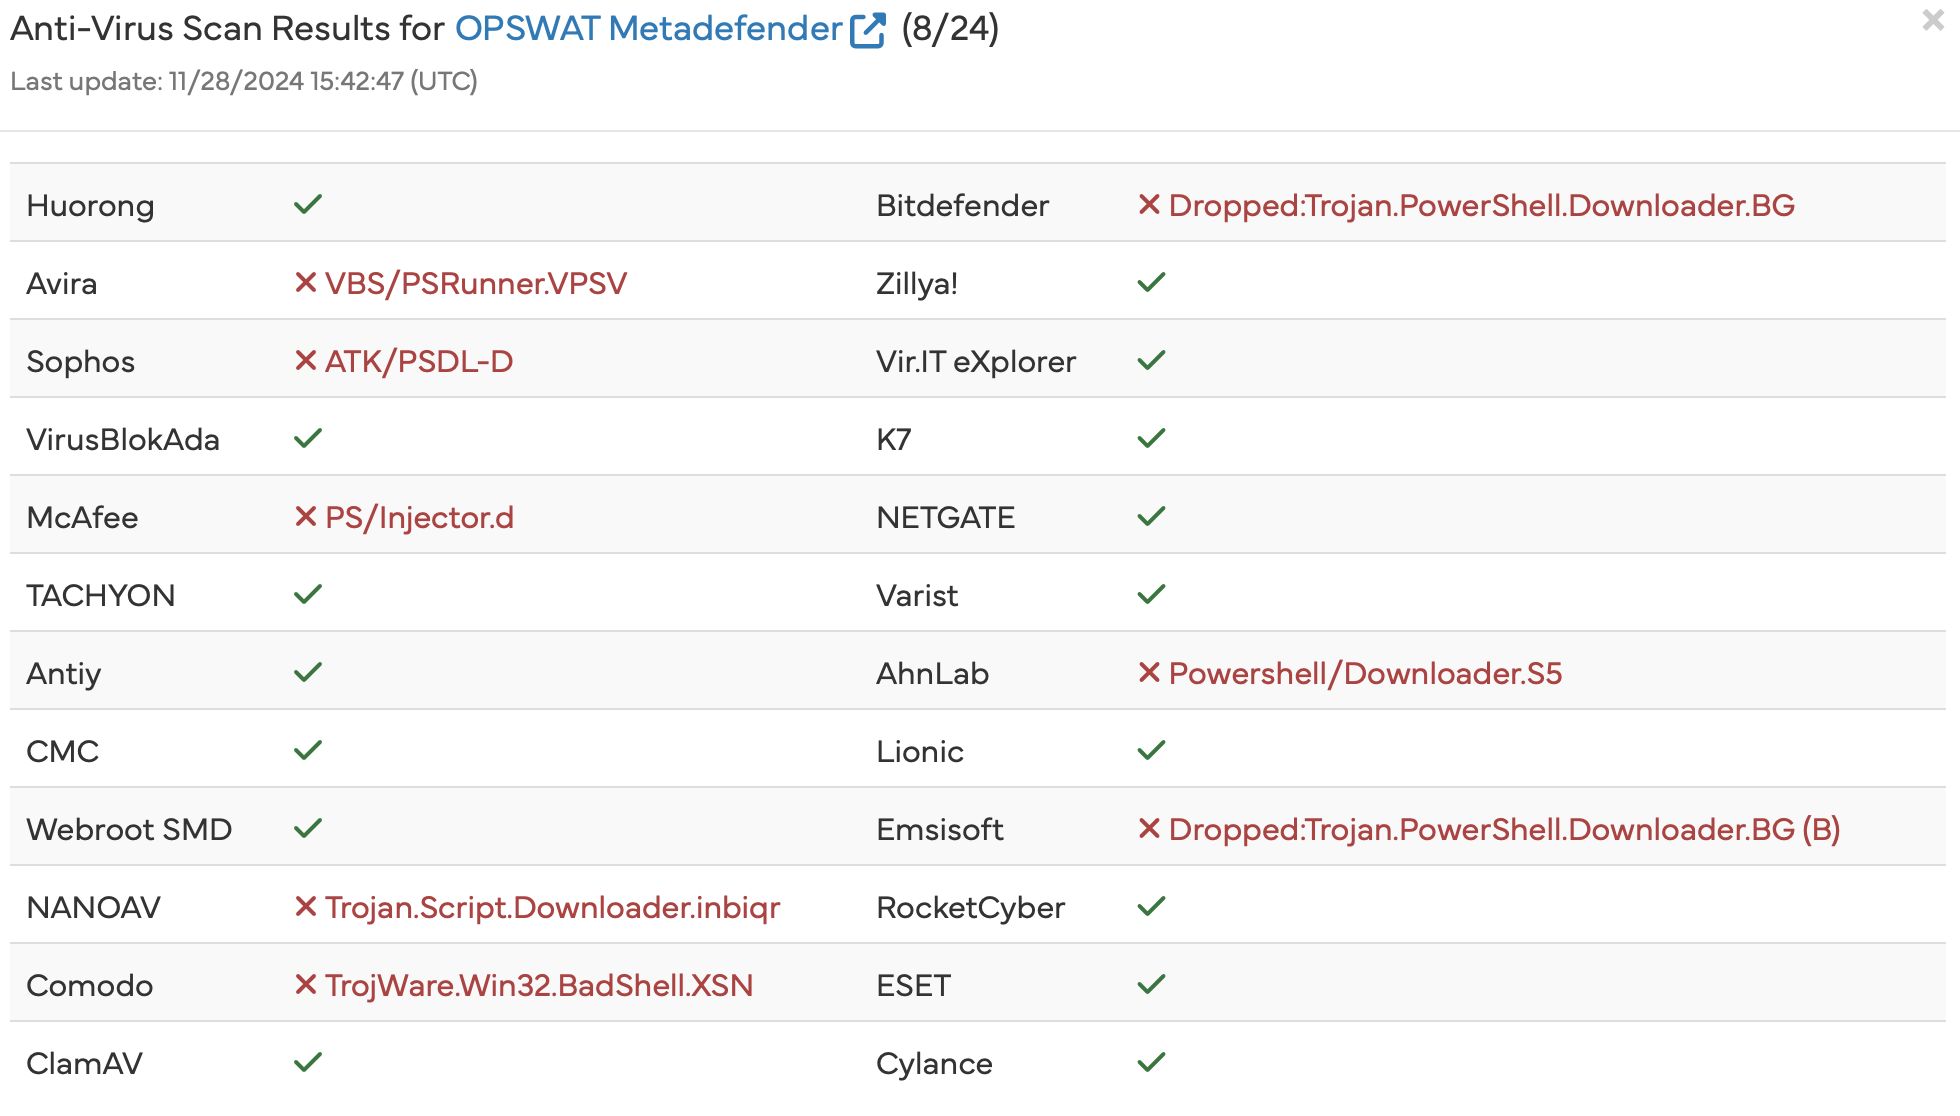 Anti-Virus Scan Results for OPSWAT Metadefender (8/24)
Last update: 11/28/2024 15:42:47 (UTC)
Huorong ✓ Bitdefender ✕ Dropped:Trojan.PowerShell.Downloader.BG
Avira ✕ VBS/PSRunner.VPSV Zillya! ✓
Sophos ✕ ATK/PSDL-D Vir.IT eXplorer ✓
VirusBlokAda ✓ K7 ✓
McAfee ✕ PS/Injector.d NETGATE ✓
TACHYON ✓ Varist ✓
Antiy ✓ AhnLab ✕ Powershell/Downloader.S5
CMC ✓ Lionic ✓
Webroot SMD ✓ Emsisoft ✕ Dropped:Trojan.PowerShell.Downloader.BG (B)
NANOAV ✕ Trojan.Script.Downloader.inbiqr RocketCyber ✓
Comodo ✕ TrojWare.Win32.BadShell.XSN ESET ✓
ClamAV ✓ Cylance ✓